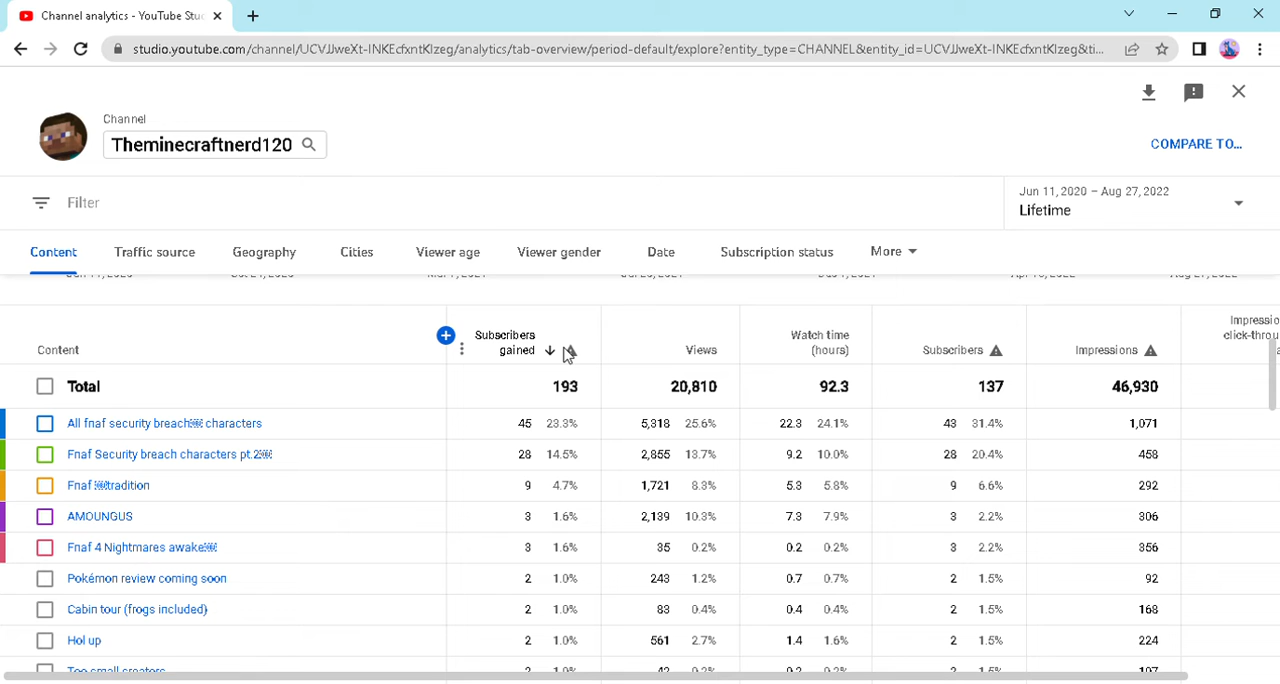 Channel analytics - YouTube Stu
studio.youtube.com/channel/UCVJJweXt-INKEcfxntKIzeg/analytics/tab-overview/period-default/explore?entity_type=CHANNEL&entity_id=UCVJJweXt-INKEcfxntKIzeg&ti...
Channel
Theminecraftnerd120
COMPARE TO...
Filter
Jun 11, 2020 – Aug 27, 2022
Lifetime
Content Traffic source Geography Cities Viewer age Viewer gender Date Subscription status More
Content
Subscribers gained
Views
Watch time (hours)
Subscribers
Impressions
Total 193 20,810 92.3 137 46,930
All fnaf security breach characters 45 23.3% 5,318 25.6% 22.3 24.1% 43 31.4% 1,071
Fnaf Security breach characters pt.2 28 14.5% 2,855 13.7% 9.2 10.0% 28 20.4% 458
Fnaf tradition 9 4.7% 1,721 8.3% 5.3 5.8% 9 6.6% 292
AMOUNGUS 3 1.6% 2,139 10.3% 7.3 7.9% 3 2.2% 306
Fnaf 4 Nightmares awake 3 1.6% 35 0.2% 0.2 0.2% 3 2.2% 356
Pokémon review coming soon 2 1.0% 243 1.2% 0.7 0.7% 2 1.5% 92
Cabin tour (frogs included) 2 1.0% 83 0.4% 0.4 0.4% 2 1.5% 168
Hol up 2 1.0% 561 2.7% 1.4 1.6% 2 1.5% 224